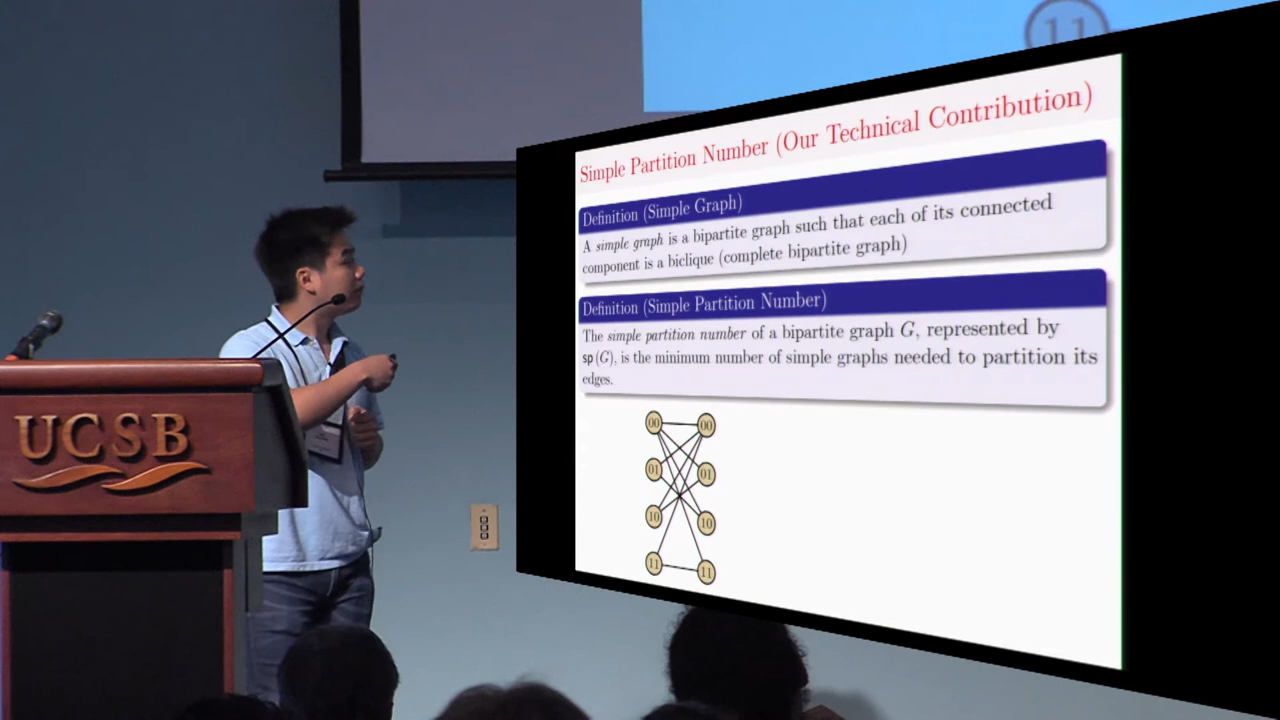 11
Simple Partition Number (Our Technical Contribution)
Definition (Simple Graph)
A simple graph is a bipartite graph such that each of its connected
component is a biclique (complete bipartite graph)
Definition (Simple Partition Number)
The simple partition number of a bipartite graph G, represented by
sp (G), is the minimum number of simple graphs needed to partition its
edges.
00 00
01 01
10 10
11 11
UCSB